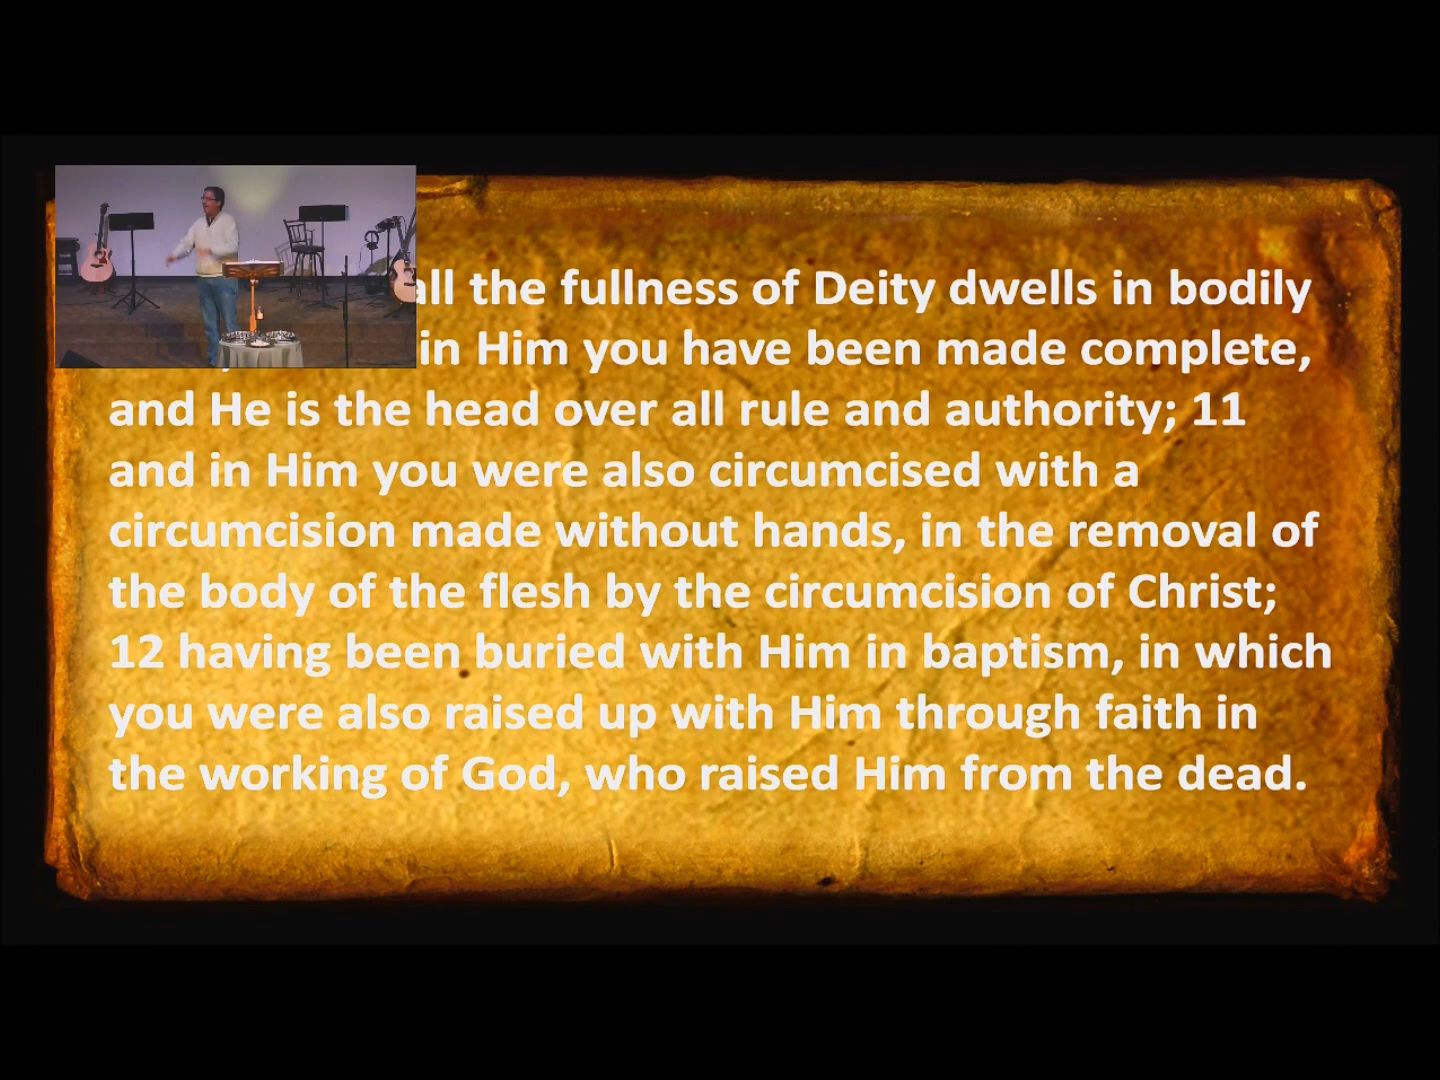 all the fullness of Deity dwells in bodily
in Him you have been made complete,
and He is the head over all rule and authority; 11
and in Him you were also circumcised with a
circumcision made without hands, in the removal of
the body of the flesh by the circumcision of Christ;
12 having been buried with Him in baptism, in which
you were also raised up with Him through faith in
the working of God, who raised Him from the dead.